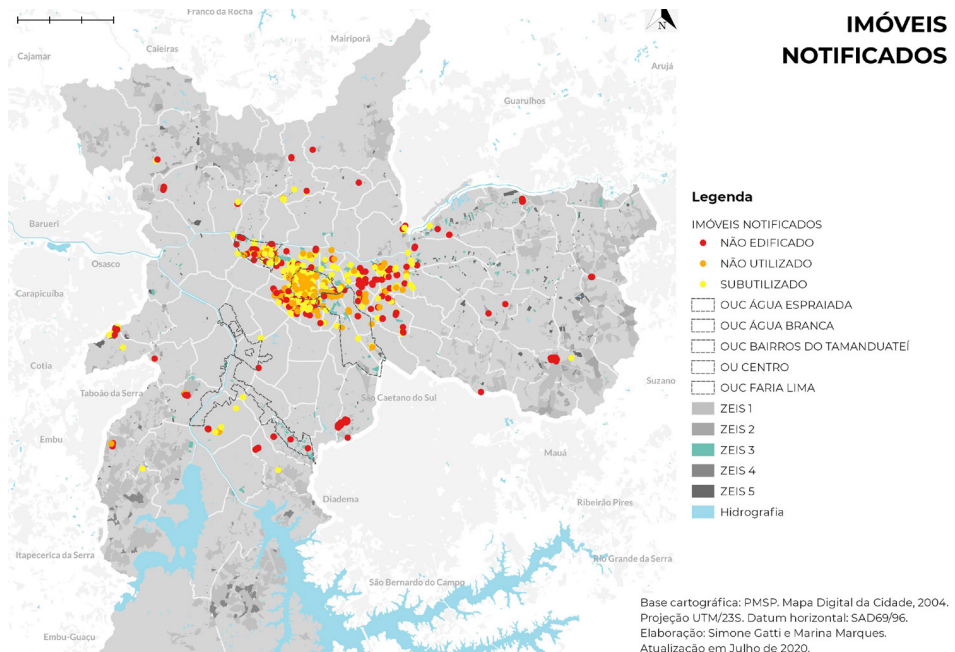 IMÓVEIS
NOTIFICADOS
Franco da Rocha
Mairiporã
Cajamar
Caieiras
Arujá
Guarulhos
N
Barueri
Osasco
Carapicuíba
Cotia
Taboão da Serra
São Caetano do Sul
Suzano
Embu
Mauá
Diadema
Ribeirão Pires
Itapecerica da Serra
Rio Grande da Serra
São Bernardo do Campo
Embu-Guaçu
Legenda
IMÓVEIS NOTIFICADOS
NÃO EDIFICADO
NÃO UTILIZADO
SUBUTILIZADO
OUC ÁGUA ESPRAIADA
OUC ÁGUA BRANCA
OUC BAIRROS DO TAMANDUATEÍ
OU CENTRO
OUC FARIA LIMA
ZEIS 1
ZEIS 2
ZEIS 3
ZEIS 4
ZEIS 5
Hidrografia
Base cartográfica: PMSP. Mapa Digital da Cidade, 2004.
Projeção UTM/23S. Datum horizontal: SAD69/96.
Elaboração: Simone Gatti e Marina Marques.
Atualização em Julho de 2020.